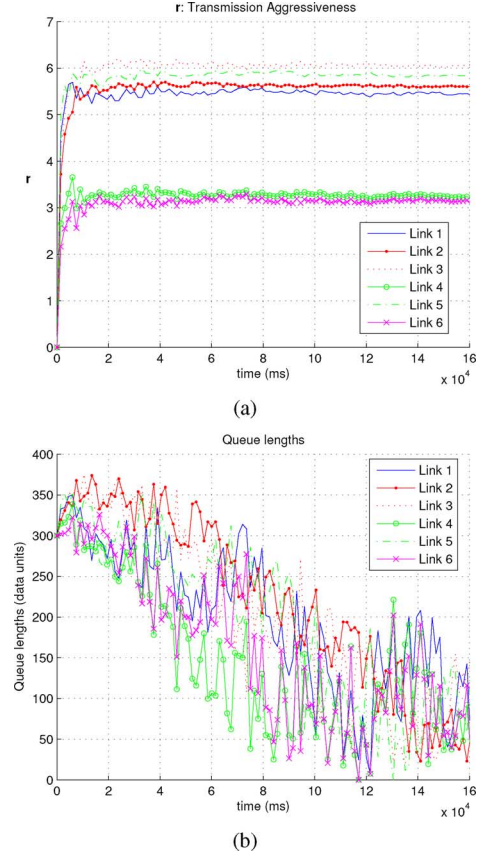 r: Transmission Aggressiveness
7
6
5
4
3
2
1
0
r
Link 1
Link 2
Link 3
Link 4
Link 5
Link 6
0 2 4 6 8 10 12 14 16
time (ms)
x 10^4
(a)
Queue lengths
400
350
300
250
200
150
100
50
0
Queue lengths (data units)
Link 1
Link 2
Link 3
Link 4
Link 5
Link 6
0 2 4 6 8 10 12 14 16
time (ms)
x 10^4
(b)